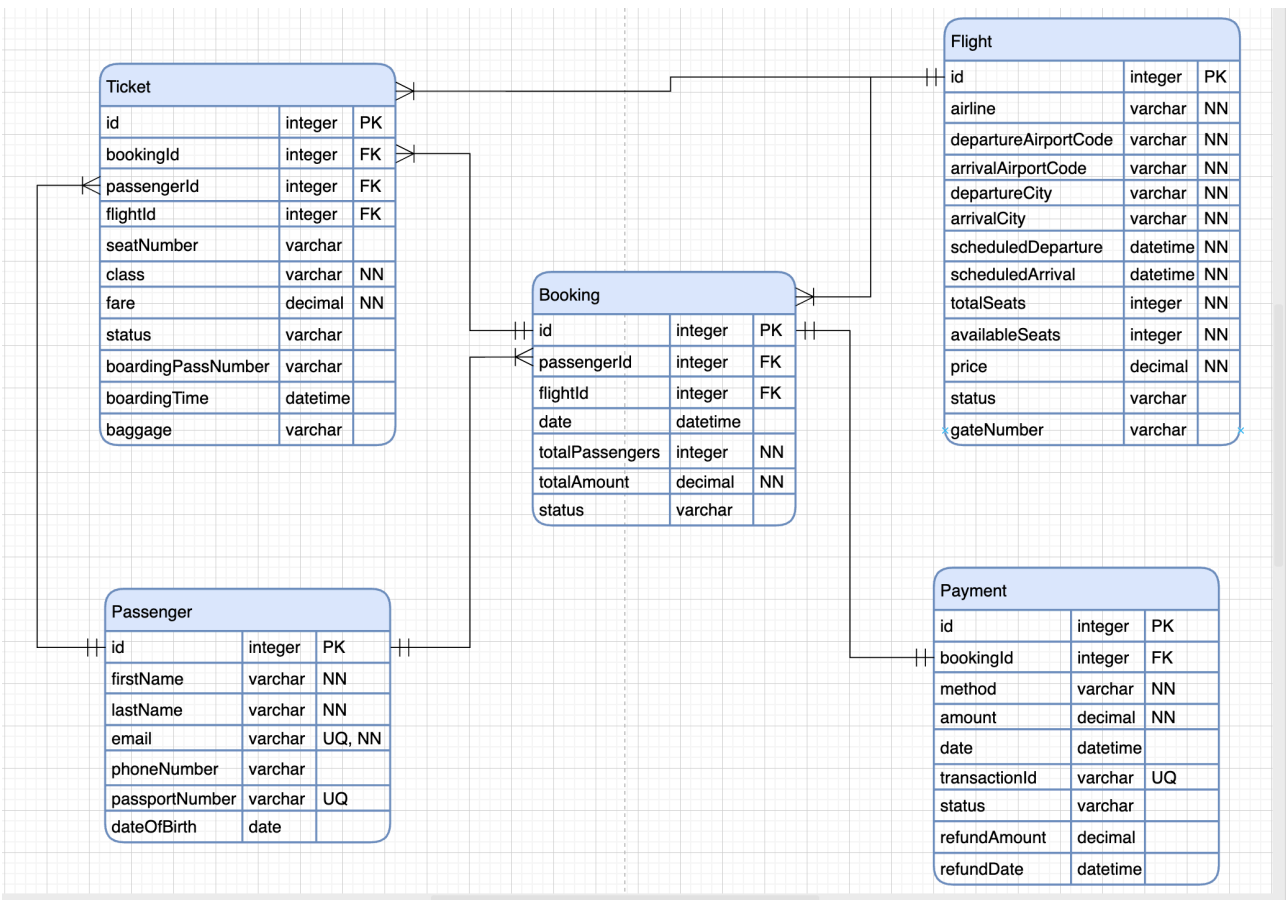 Ticket
id integer PK
bookingId integer FK
passengerId integer FK
flightId integer FK
seatNumber varchar
class varchar NN
fare decimal NN
status varchar
boardingPassNumber varchar
boardingTime datetime
baggage varchar
Flight
id integer PK
airline varchar NN
departureAirportCode varchar NN
arrivalAirportCode varchar NN
departureCity varchar NN
arrivalCity varchar NN
scheduledDeparture datetime NN
scheduledArrival datetime NN
totalSeats integer NN
availableSeats integer NN
price decimal NN
status varchar
gateNumber varchar
Booking
id integer PK
passengerId integer FK
flightId integer FK
date datetime
totalPassengers integer NN
totalAmount decimal NN
status varchar
Passenger
id integer PK
firstName varchar NN
lastName varchar NN
email varchar UQ, NN
phoneNumber varchar
passportNumber varchar UQ
dateOfBirth date
Payment
id integer PK
bookingId integer FK
method varchar NN
amount decimal NN
date datetime
transactionId varchar UQ
status varchar
refundAmount decimal
refundDate datetime